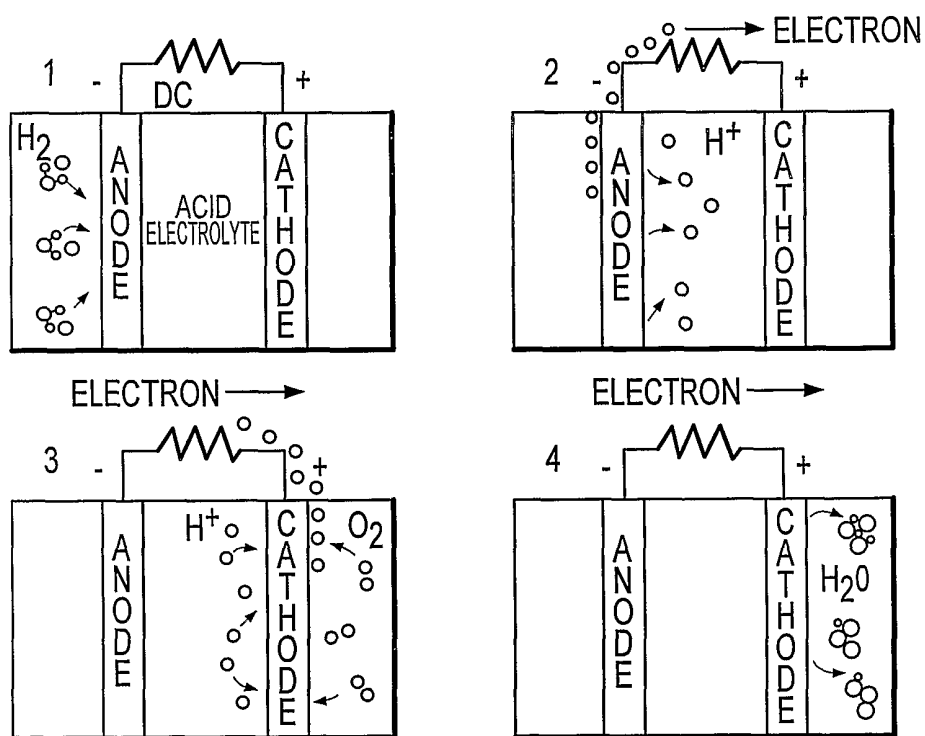 1
-
+
DC
H2
ANODE
ACID
ELECTROLYTE
CATHODE
2
ELECTRON
-
+
ANODE
H+
CATHODE
ELECTRON
3
-
+
ANODE
H+
CATHODE
O2
ELECTRON
4
-
+
ANODE
CATHODE
H20